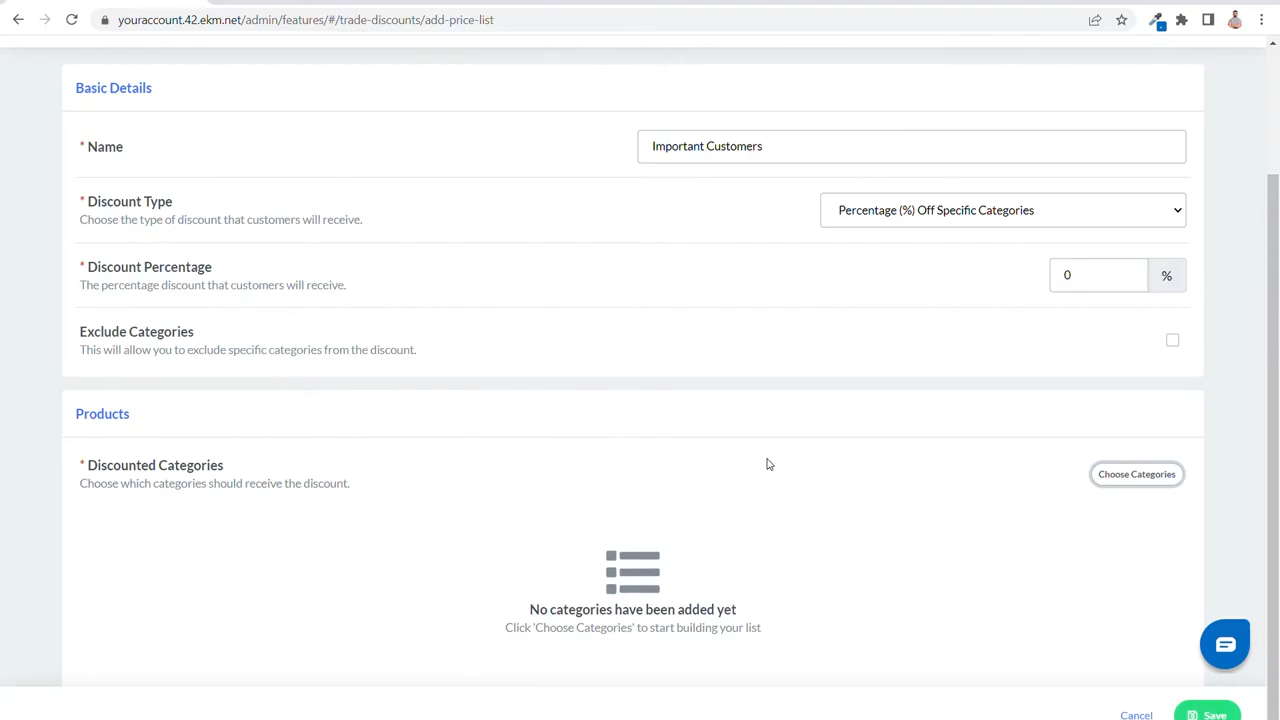 youraccount.42.ekm.net/admin/features/#/trade-discounts/add-price-list
Basic Details
* Name
Important Customers
* Discount Type
Choose the type of discount that customers will receive.
Percentage (%) Off Specific Categories
* Discount Percentage
The percentage discount that customers will receive.
0
%
Exclude Categories
This will allow you to exclude specific categories from the discount.
Products
* Discounted Categories
Choose which categories should receive the discount.
Choose Categories
No categories have been added yet
Click 'Choose Categories' to start building your list
Cancel
Save